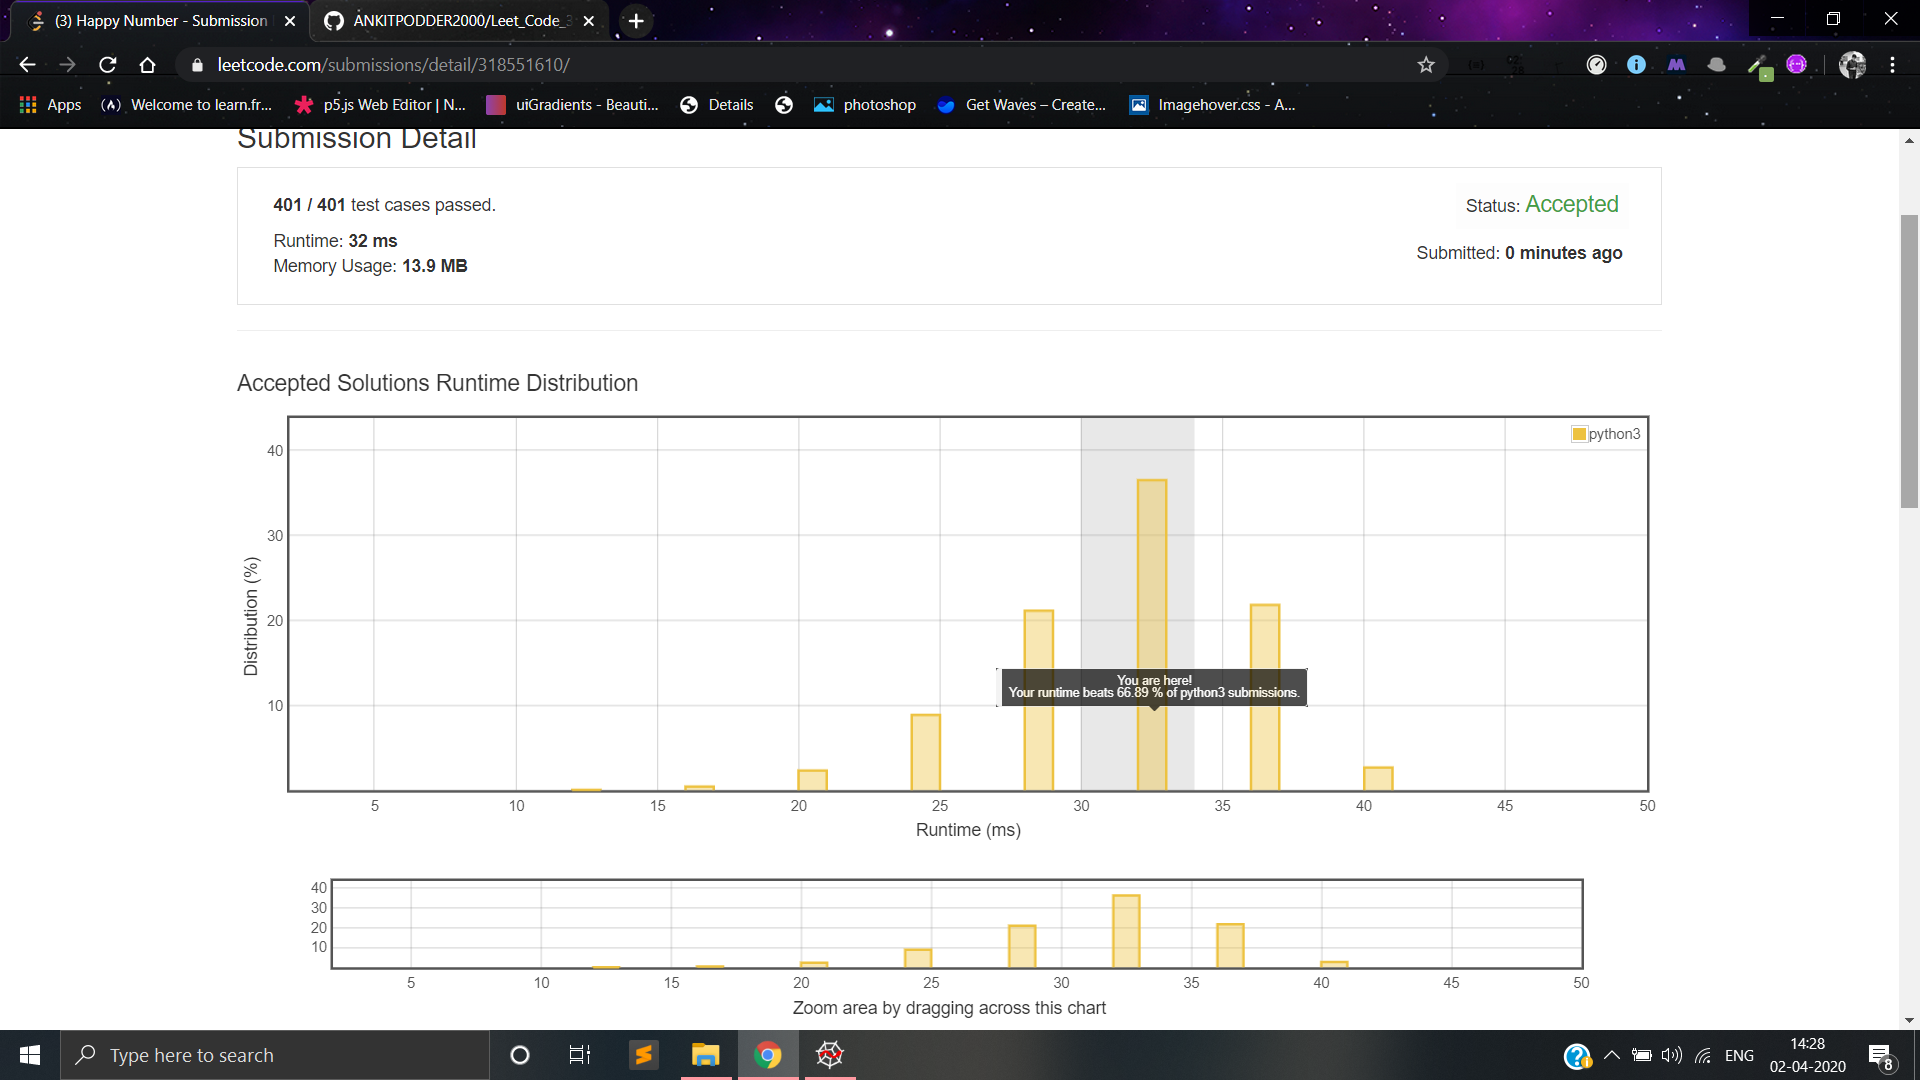 (3) Happy Number - Submission
ANKITPODDER2000/Leet_Code_3
leetcode.com/submissions/detail/318551610/
Apps
Welcome to learn.fr...
p5.js Web Editor | N...
uiGradients - Beauti...
Details
photoshop
Get Waves – Create...
Imagehover.css - A...
Submission Detail
401 / 401 test cases passed.
Status: Accepted
Runtime: 32 ms
Submitted: 0 minutes ago
Memory Usage: 13.9 MB
Accepted Solutions Runtime Distribution
python3
40
30
20
10
Distribution (%)
You are here!
Your runtime beats 66.89 % of python3 submissions.
5 10 15 20 25 30 35 40 45 50
Runtime (ms)
40
30
20
10
5 10 15 20 25 30 35 40 45 50
Zoom area by dragging across this chart
Type here to search
ENG
14:28
02-04-2020
8